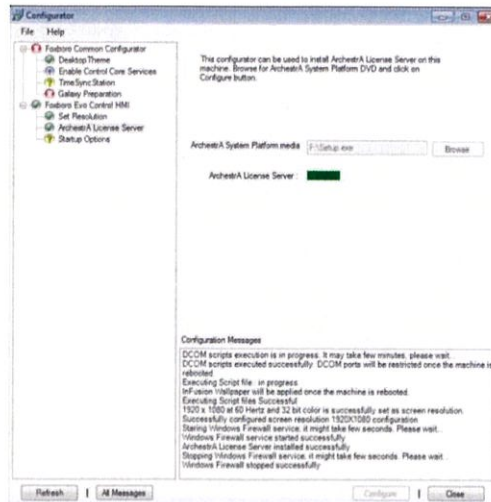 Configurator
File Help
Foxboro Common Configurator
Desktop Theme
Enable Control Core Services
TimeSync Station
Galaxy Preparation
Foxboro Evo Control HMI
Set Resolution
ArchestrA License Server
Startup Options
This configurator can be used to install ArchestrA License Server on this
machine. Browse for ArchestrA System Platform DVD and click on
Configure button.
ArchestrA System Platform media F:\Setup.exe Browse
ArchestrA License Server :
Configuration Messages
DCOM scripts execution is in progress. It may take few minutes, please wait.
DCOM scripts executed successfully. DCOM ports will be restricted once the machine is
rebooted
Executing Script file : in progress
InFusion Wallpaper will be applied once the machine is rebooted.
Executing Script files Successful
1920 x 1080 at 60 Hertz and 32 bit color is successfully set as screen resolution.
Successfully configured screen resolution 1920X1080 configuration.
Staring Windows Firewall service, it might take few seconds. Please wait..
Windows Firewall service started successfully
ArchestrA License Server installed successfully
Stopping Windows Firewall service, it might take few seconds. Please wait..
Windows Firewall stopped successfully
Refresh | All Messages Configure | Close